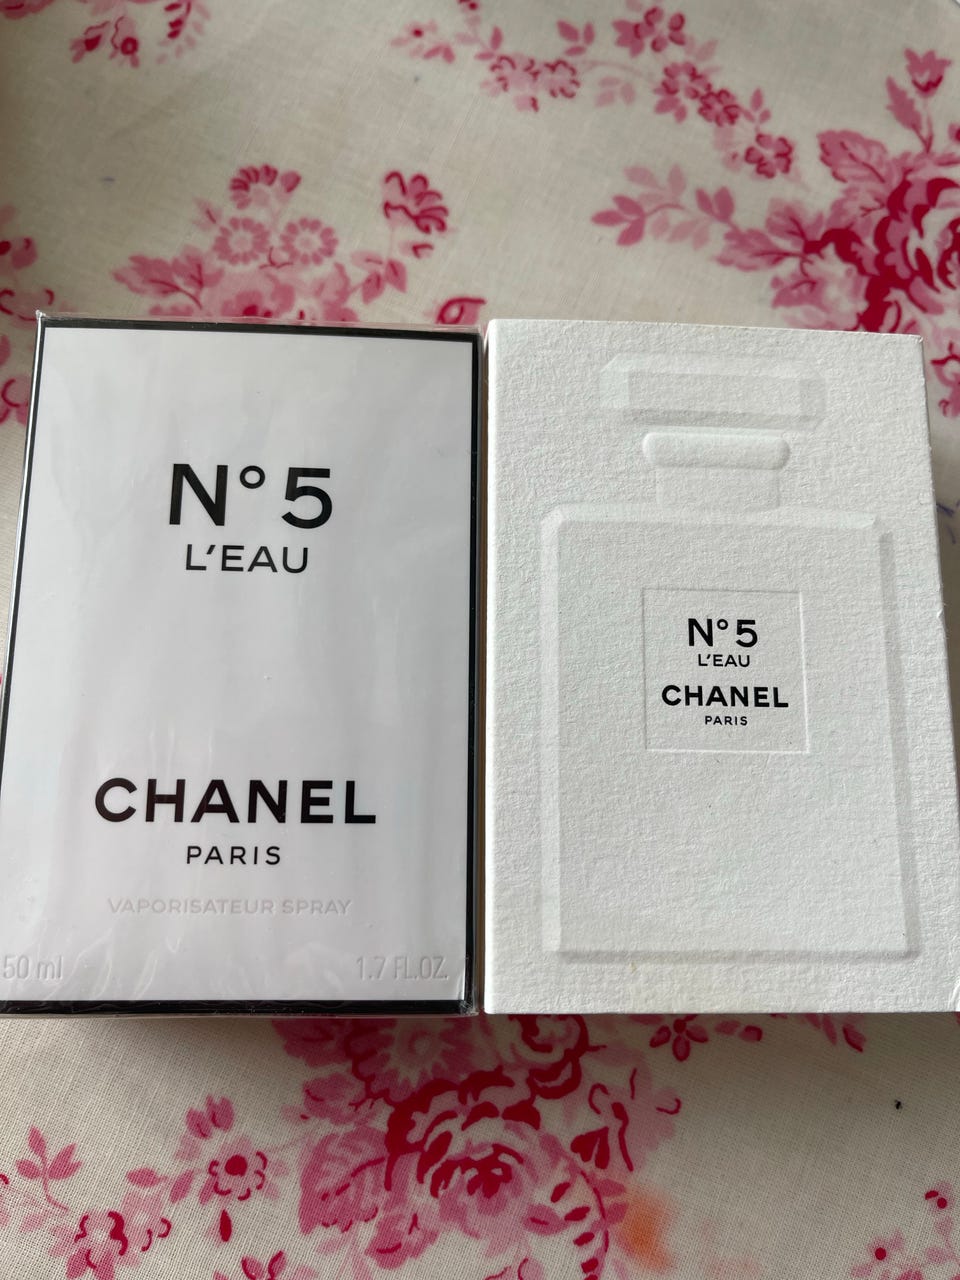 N° 5
L'EAU
CHANEL
PARIS
VAPORISATEUR SPRAY
50 ml 1.7 FL.OZ.
N° 5
L'EAU
CHANEL
PARIS